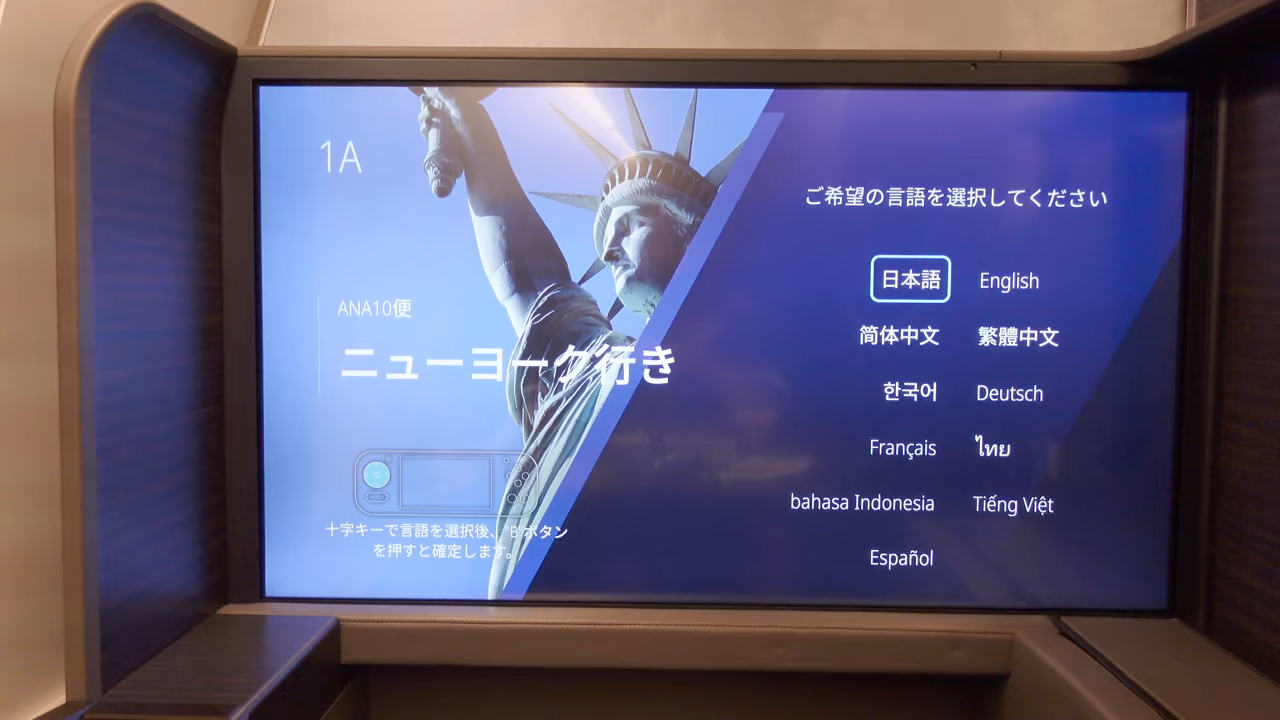 1A
ANA10便
ニューヨーク行き
十字キーで言語を選択後、"B"ボタン
を押すと確定します。
ご希望の言語を選択してください
日本語 English
简体中文 繁體中文
한국어 Deutsch
Français ไทย
bahasa Indonesia Tiếng Việt
Español